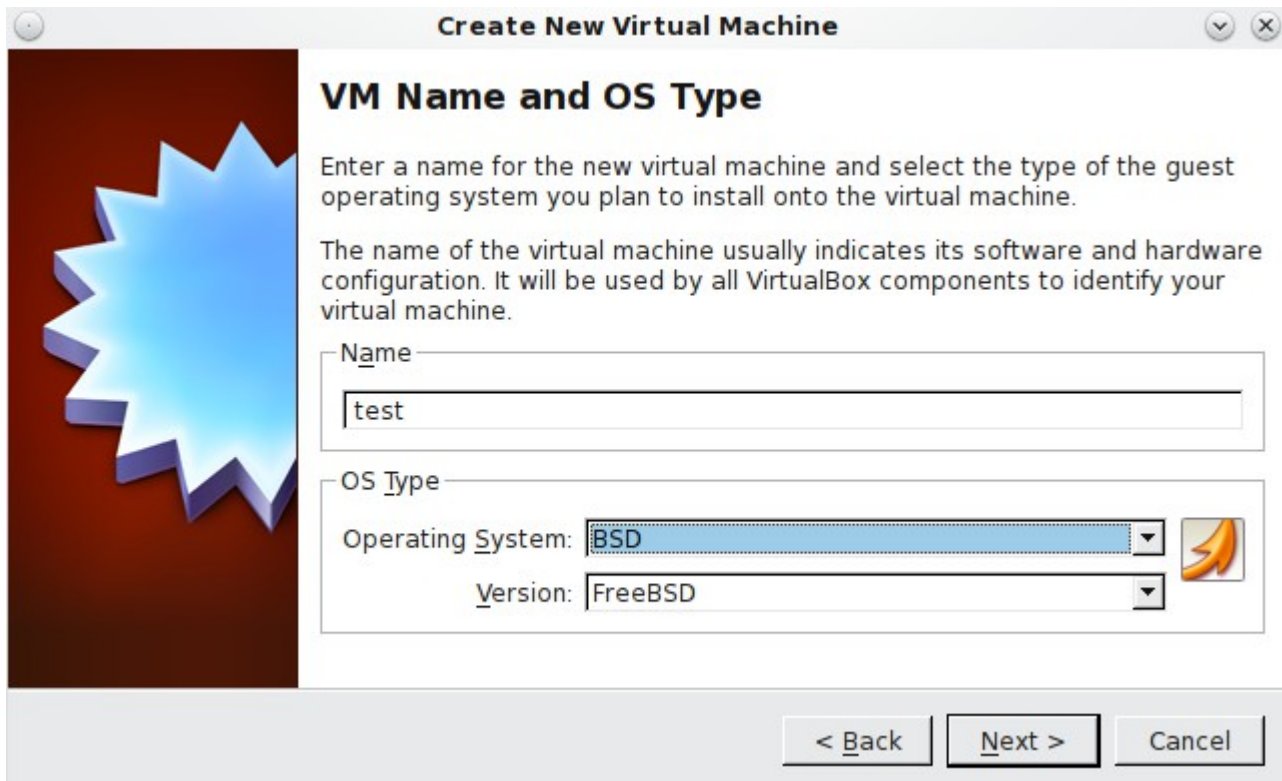 Create New Virtual Machine
VM Name and OS Type
Enter a name for the new virtual machine and select the type of the guest
operating system you plan to install onto the virtual machine.
The name of the virtual machine usually indicates its software and hardware
configuration. It will be used by all VirtualBox components to identify your
virtual machine.
Name
test
OS Type
Operating System: BSD
Version: FreeBSD
< Back Next > Cancel